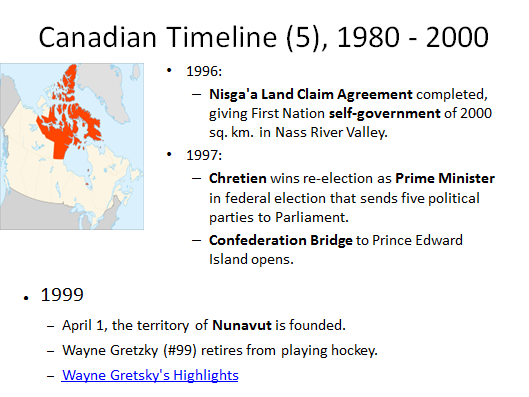 Canadian Timeline (5), 1980 - 2000
• 1996:
– Nisga'a Land Claim Agreement completed,
giving First Nation self-government of 2000
sq. km. in Nass River Valley.
• 1997:
– Chretien wins re-election as Prime Minister
in federal election that sends five political
parties to Parliament.
– Confederation Bridge to Prince Edward
Island opens.
• 1999
– April 1, the territory of Nunavut is founded.
– Wayne Gretzky (#99) retires from playing hockey.
– Wayne Gretsky's Highlights